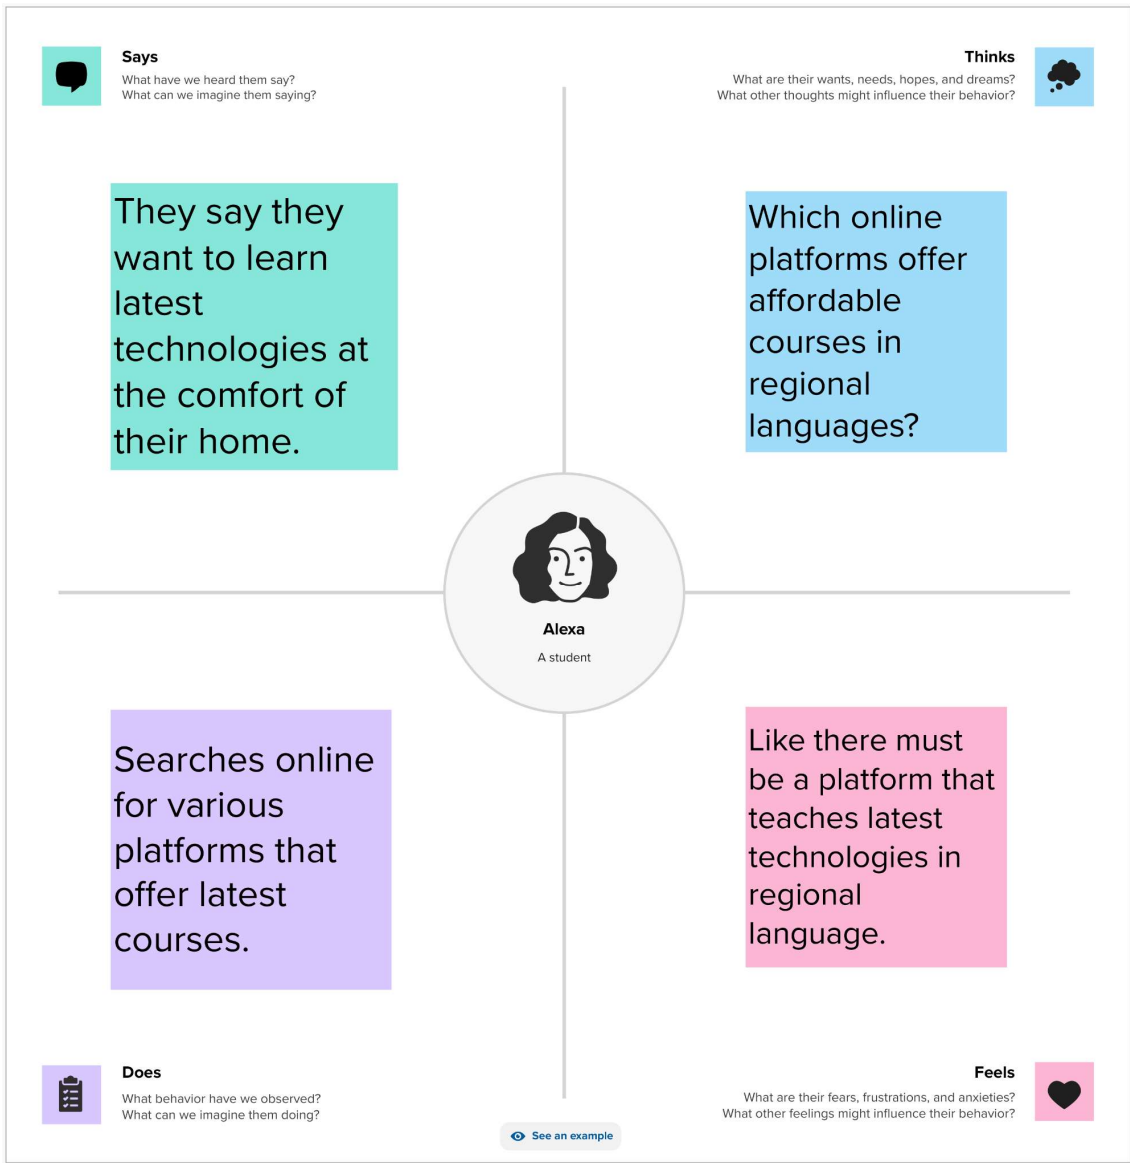 Says
What have we heard them say?
What can we imagine them saying?
Thinks
What are their wants, needs, hopes, and dreams?
What other thoughts might influence their behavior?
They say they
want to learn
latest
technologies at
the comfort of
their home.
Which online
platforms offer
affordable
courses in
regional
languages?
Alexa
A student
Searches online
for various
platforms that
offer latest
courses.
Like there must
be a platform that
teaches latest
technologies in
regional
language.
Does
What behavior have we observed?
What can we imagine them doing?
Feels
What are their fears, frustrations, and anxieties?
What other feelings might influence their behavior?
See an example